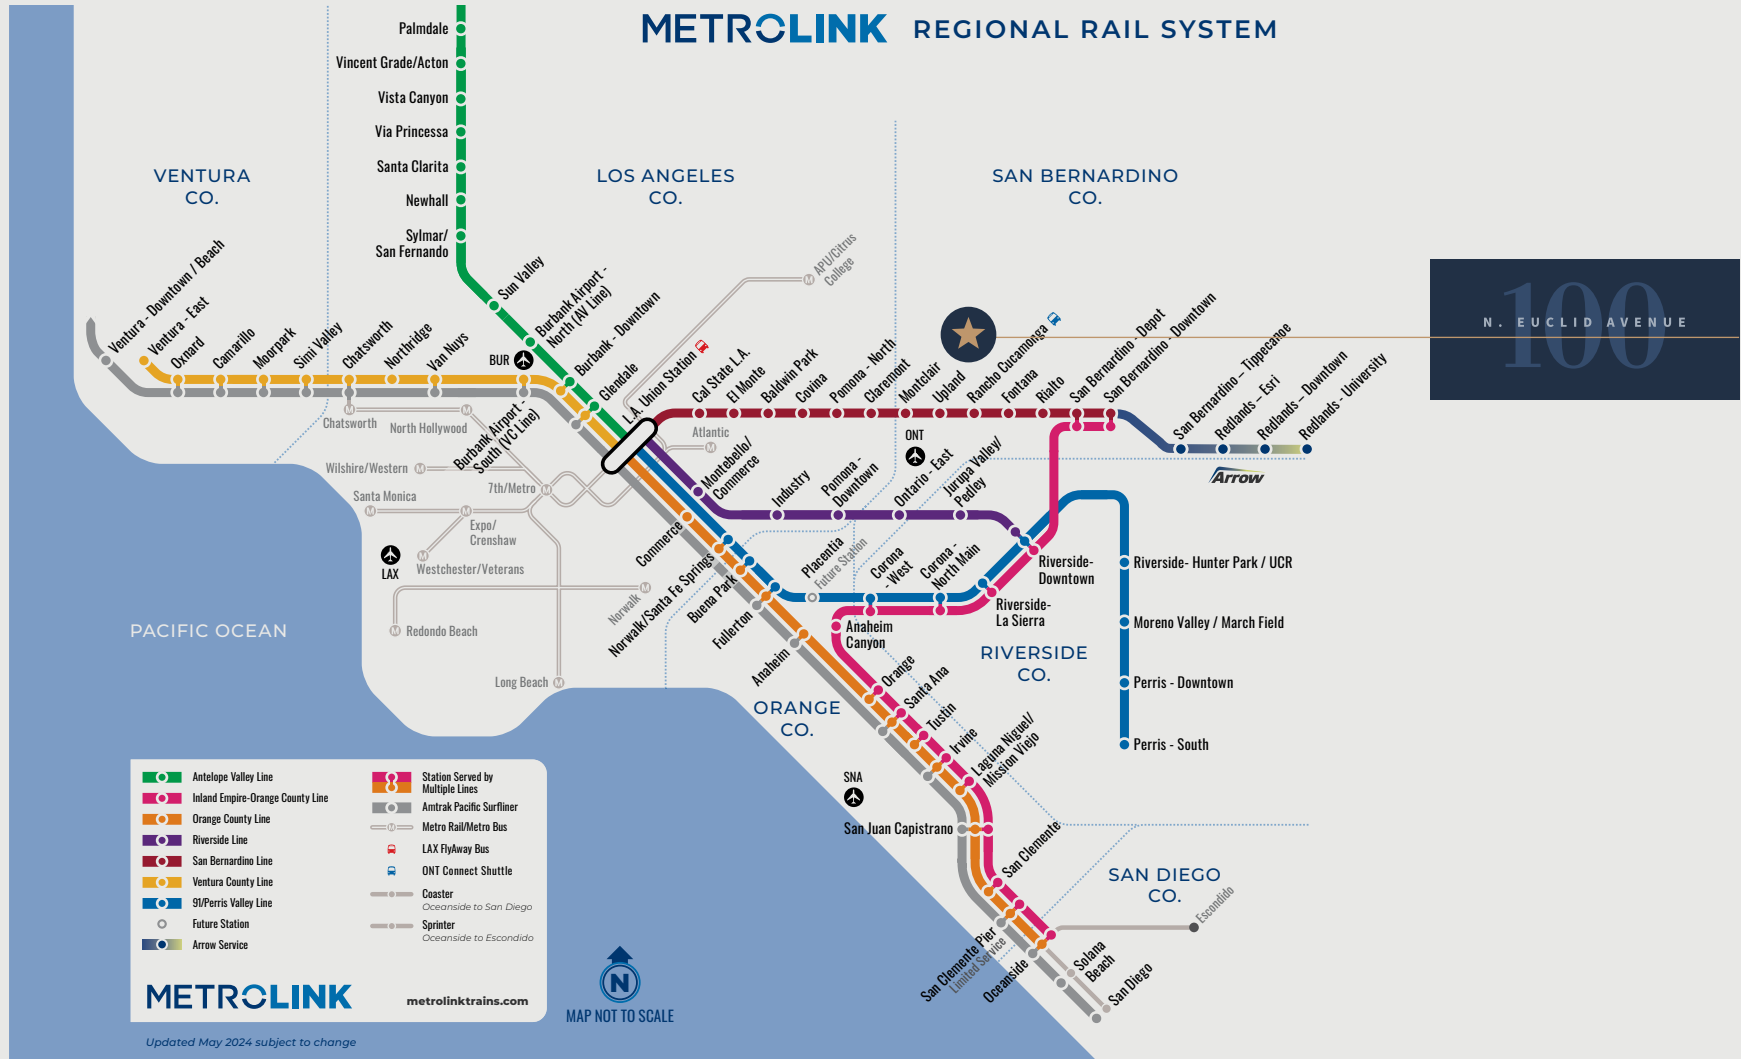 METROLINK REGIONAL RAIL SYSTEM
Palmdale
Vincent Grade/Acton
Vista Canyon
Via Princessa
Santa Clarita
Newhall
Sylmar/
San Fernando
VENTURA
CO.
LOS ANGELES
CO.
SAN BERNARDINO
CO.
Sun Valley
Burbank Airport -
North (AV Line)
BUR
Burbank - Downtown
Glendale
L.A. Union Station
APU/Citrus
College
100
N. EUCLID AVENUE
Ventura - Downtown / Beach
Ventura - East
Oxnard
Camarillo
Moorpark
Simi Valley
Chatsworth
Northridge
Van Nuys
Burbank Airport -
South (VC Line)
Cal State L.A.
El Monte
Baldwin Park
Covina
Pomona - North
Claremont
Montclair
Upland
Rancho Cucamonga
Fontana
Rialto
San Bernardino - Depot
San Bernardino - Downtown
San Bernardino – Tippecanoe
Redlands – Esri
Redlands – Downtown
Redlands - University
Arrow
ONT
M
Chatsworth
North Hollywood
Wilshire/Western
7th/Metro
Santa Monica
Expo/
Crenshaw
Westchester/Veterans
LAX
Redondo Beach
Norwalk
Long Beach
Atlantic
Montebello/
Commerce
Industry
Pomona -
Downtown
Ontario - East
Jurupa Valley/
Pedley
Riverside-
Downtown
Riverside-
La Sierra
Commerce
Norwalk/Santa Fe Springs
Buena Park
Fullerton
Anaheim
Placentia
Future Station
Corona
- West
Corona -
North Main
Anaheim
Canyon
Riverside- Hunter Park / UCR
Moreno Valley / March Field
Perris - Downtown
Perris - South
PACIFIC OCEAN
RIVERSIDE
CO.
ORANGE
CO.
Orange
Santa Ana
Tustin
Irvine
Laguna Niguel/
Mission Viejo
SNA
San Juan Capistrano
San Clemente
San Clemente Pier
Limited Service
Oceanside
SAN DIEGO
CO.
Escondido
Solana
Beach
San Diego
Antelope Valley Line
Inland Empire-Orange County Line
Orange County Line
Riverside Line
San Bernardino Line
Ventura County Line
91/Perris Valley Line
Future Station
Arrow Service
Station Served by
Multiple Lines
Amtrak Pacific Surfliner
Metro Rail/Metro Bus
LAX FlyAway Bus
ONT Connect Shuttle
Coaster
Oceanside to San Diego
Sprinter
Oceanside to Escondido
METROLINK
metrolinktrains.com
N
MAP NOT TO SCALE
Updated May 2024 subject to change